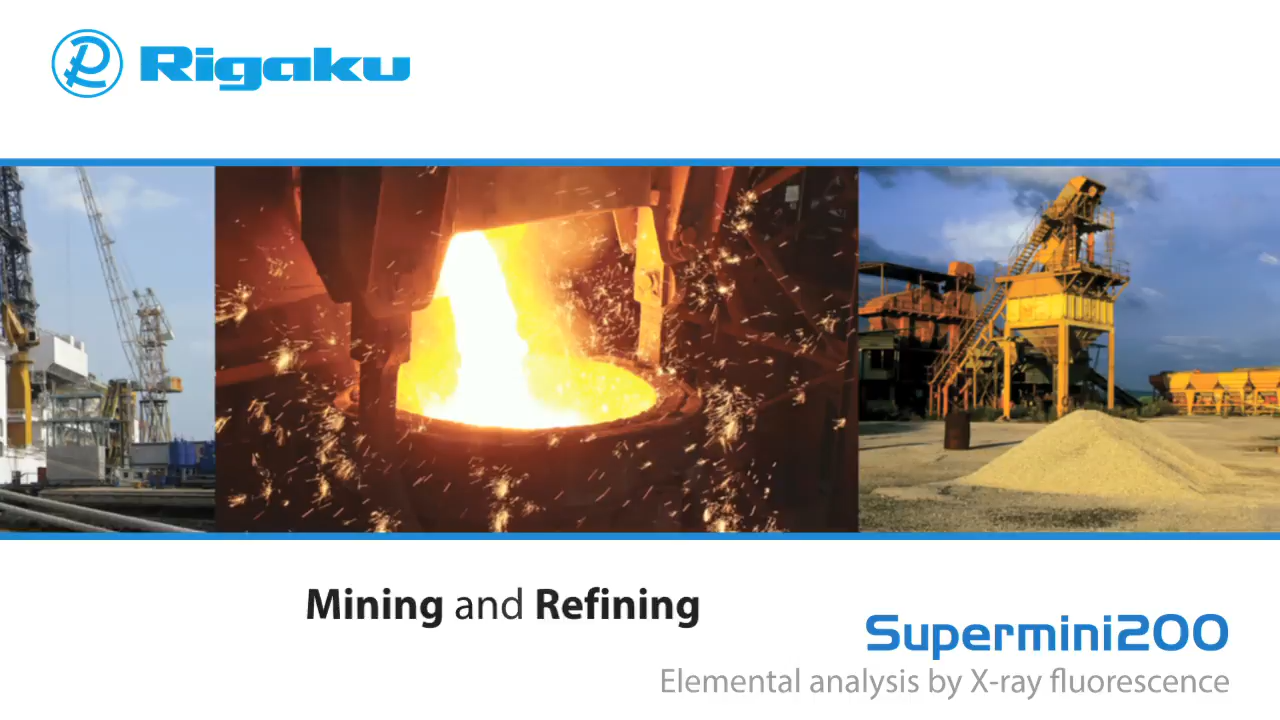 Rigaku
Mining and Refining
Supermini200
Elemental analysis by X-ray fluorescence